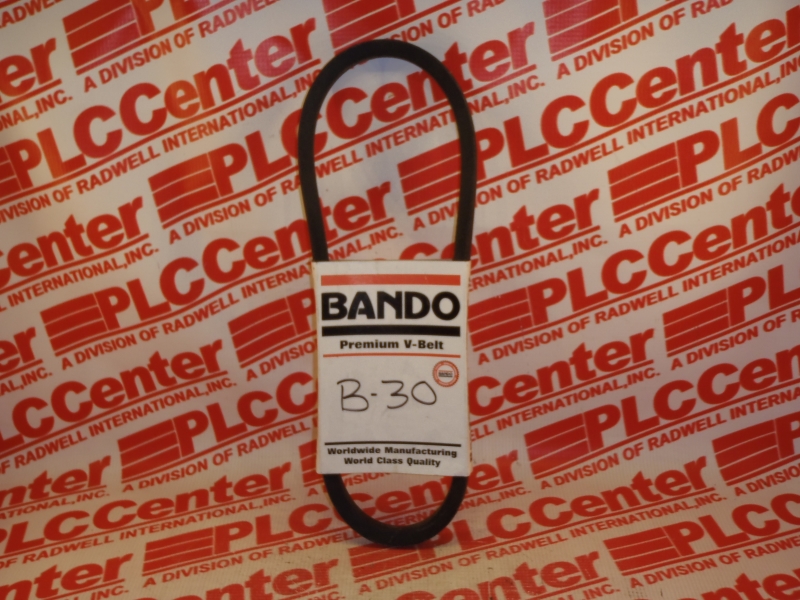 BANDO
Premium V-Belt
B-30
Worldwide Manufacturing
World Class Quality
PLCCenter
A DIVISION OF RADWELL INTERNATIONAL, INC.